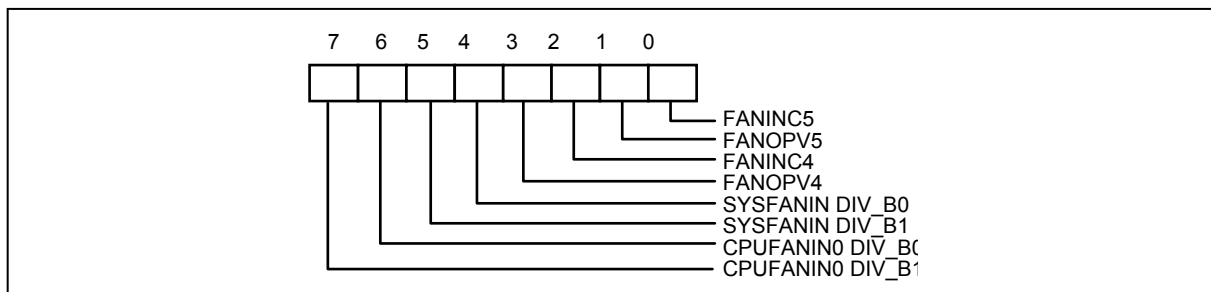 7 6 5 4 3 2 1 0
FANINC5
FANOPV5
FANINC4
FANOPV4
SYSFANIN DIV_B0
SYSFANIN DIV_B1
CPUFANIN0 DIV_B0
CPUFANIN0 DIV_B1